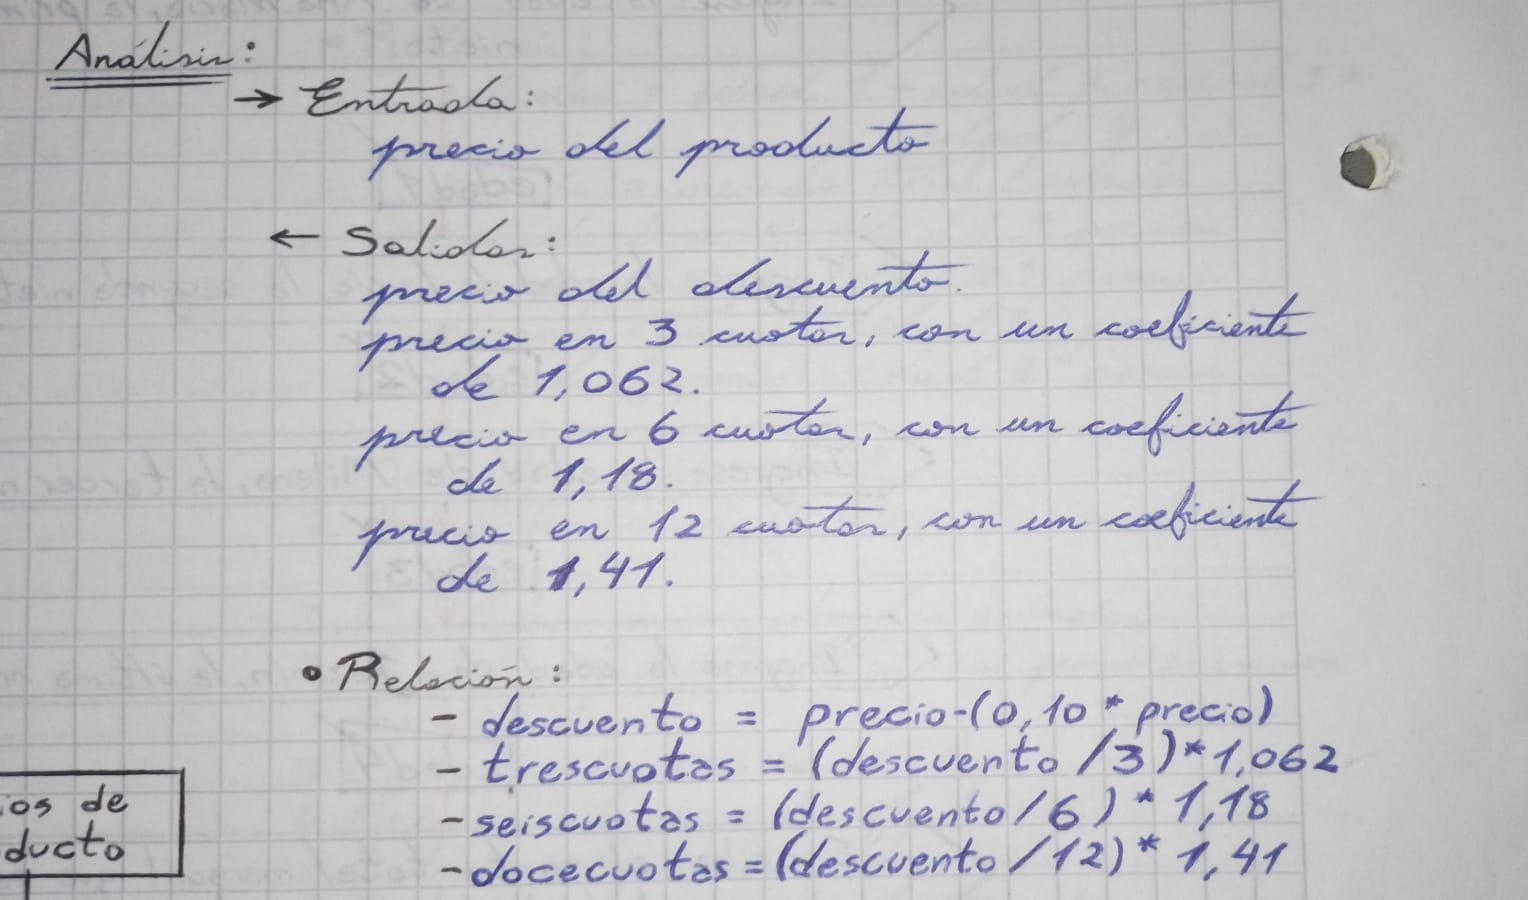 Análisis:
→ Entrada:
precio del producto
← Salidas:
precio del descuento.
precio en 3 cuotas, con un coeficiente
de 1,062.
precio en 6 cuotas, con un coeficiente
de 1,18.
precio en 12 cuotas, con un coeficiente
de 1,41.
• Relación:
- descuento = precio-(0,10 * precio)
- trescuotas = (descuento /3)*1,062
- seiscuotas = (descuento/6) * 1,18
- docecuotas = (descuento /12) * 1,41
ios de
ducto